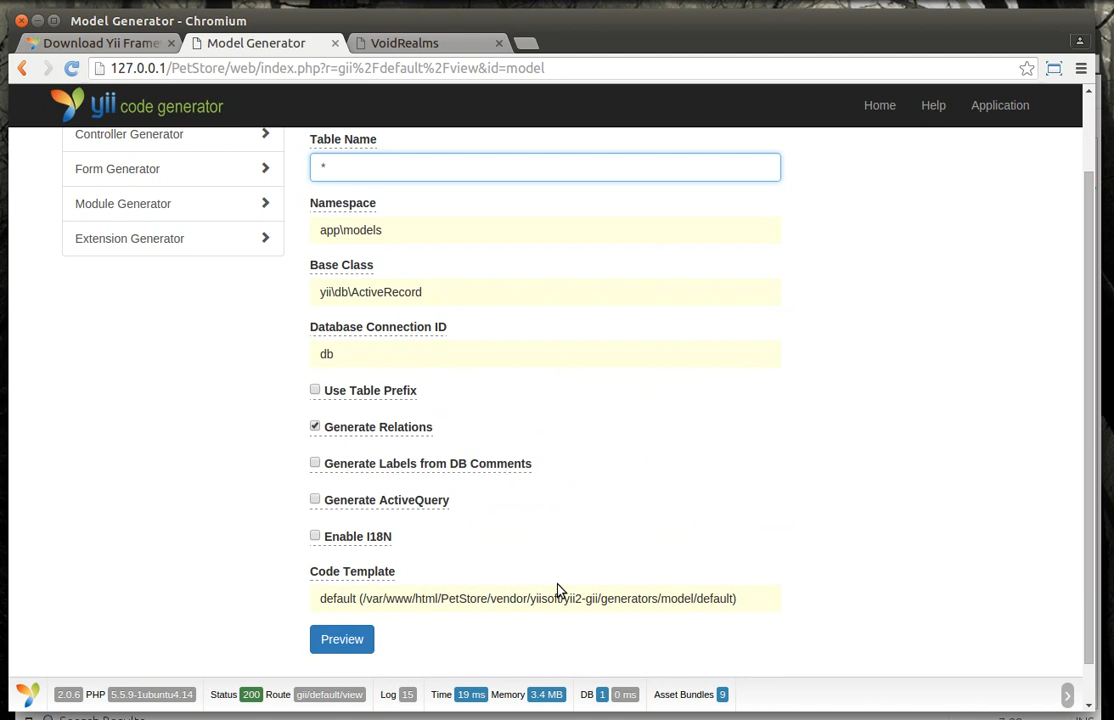 Model Generator - Chromium
Download Yii Frame
Model Generator
VoidRealms
127.0.0.1/PetStore/web/index.php?r=gii%2Fdefault%2Fview&id=model
yii code generator
Home Help Application
Controller Generator
Form Generator
Module Generator
Extension Generator
Table Name
*
Namespace
app\models
Base Class
yii\db\ActiveRecord
Database Connection ID
db
Use Table Prefix
Generate Relations
Generate Labels from DB Comments
Generate ActiveQuery
Enable I18N
Code Template
default (/var/www/html/PetStore/vendor/yiisoft/yii2-gii/generators/model/default)
Preview
2.0.6 PHP 5.5.9-1ubuntu4.14 Status 200 Route gii/default/view Log 15 Time 19 ms Memory 3.4 MB DB 1 0 ms Asset Bundles 9